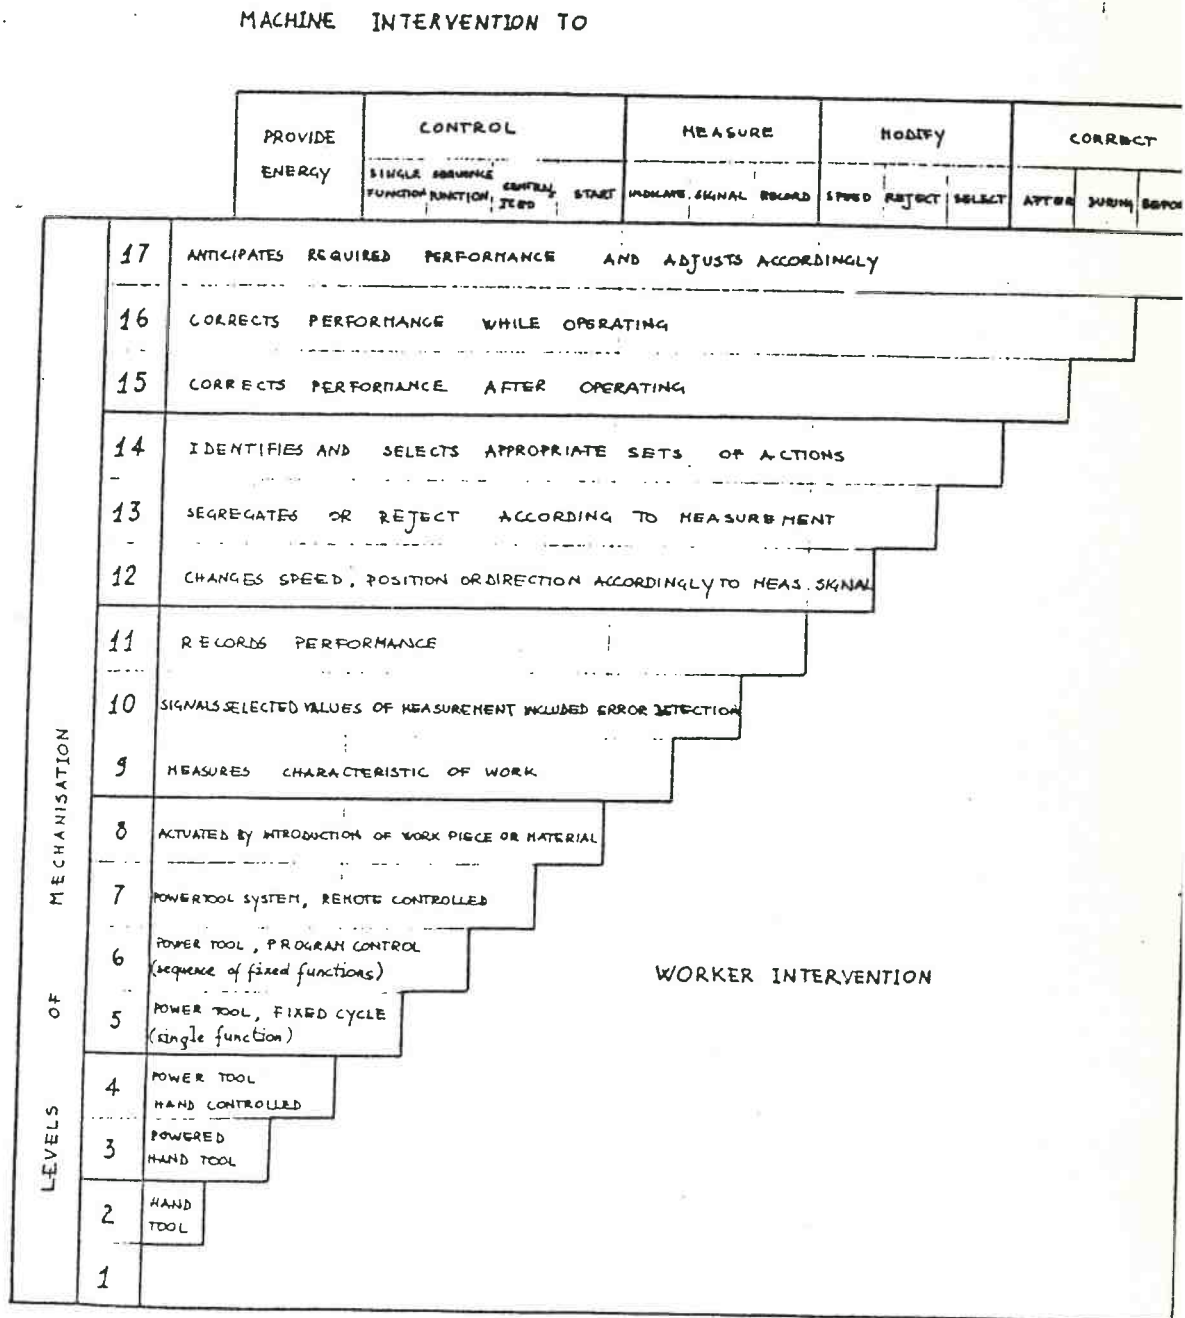 MACHINE INTERVENTION TO
PROVIDE ENERGY
CONTROL
MEASURE
MODIFY
CORRECT
SINGLE FUNCTION
SEQUENCE FUNCTION
START
INDICATE
SIGNAL
RECORD
SPEED
REJECT
SELECT
AFTER
DURING
LEVELS OF MECHANISATION
17 ANTICIPATES REQUIRED PERFORMANCE AND ADJUSTS ACCORDINGLY
16 CORRECTS PERFORMANCE WHILE OPERATING
15 CORRECTS PERFORMANCE AFTER OPERATING
14 IDENTIFIES AND SELECTS APPROPRIATE SETS OF ACTIONS
13 SEGREGATES OR REJECT ACCORDING TO MEASUREMENT
12 CHANGES SPEED, POSITION OR DIRECTION ACCORDINGLY TO MEAS. SIGNAL
11 RECORDS PERFORMANCE
10 SIGNALS SELECTED VALUES OF MEASUREMENT INCLUDED ERROR DETECTION
9 MEASURES CHARACTERISTIC OF WORK
8 ACTUATED BY INTRODUCTION OF WORK PIECE OR MATERIAL
7 POWERTOOL SYSTEM, REMOTE CONTROLLED
6 POWER TOOL, PROGRAM CONTROL
(sequence of fixed functions)
WORKER INTERVENTION
5 POWER TOOL, FIXED CYCLE
(single function)
4 POWER TOOL
HAND CONTROLLED
3 POWERED
HAND TOOL
2 HAND
TOOL
1